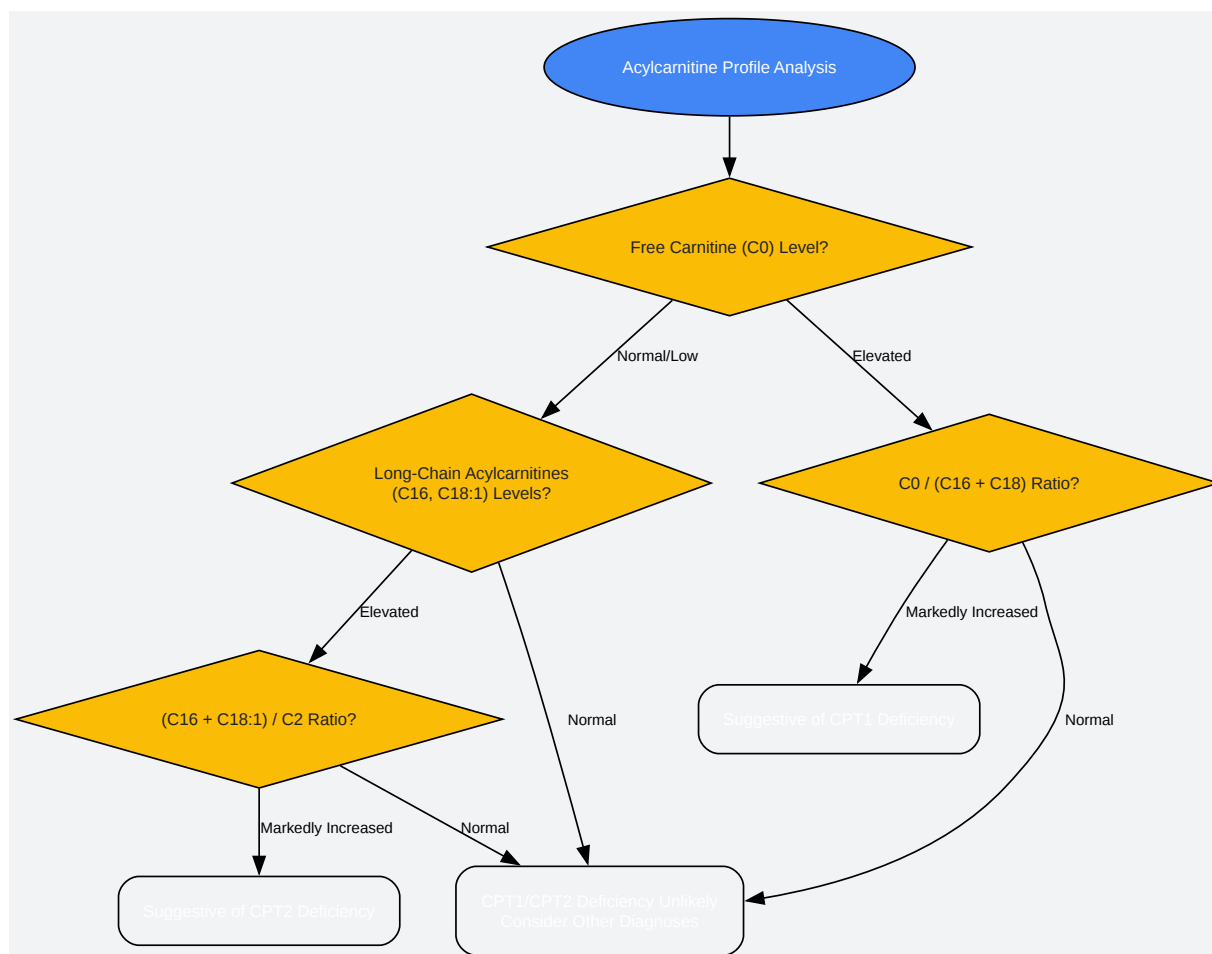 Acylcarnitine Profile Analysis
Free Carnitine (C0) Level?
Normal/Low
Elevated
Long-Chain Acylcarnitines
(C16, C18:1) Levels?
C0 / (C16 + C18) Ratio?
Elevated
Markedly Increased
(C16 + C18:1) / C2 Ratio?
Normal
Suggestive of CPT1 Deficiency
Normal
Markedly Increased
Normal
Suggestive of CPT2 Deficiency
CPT1/CPT2 Deficiency Unlikely
Consider Other Diagnoses